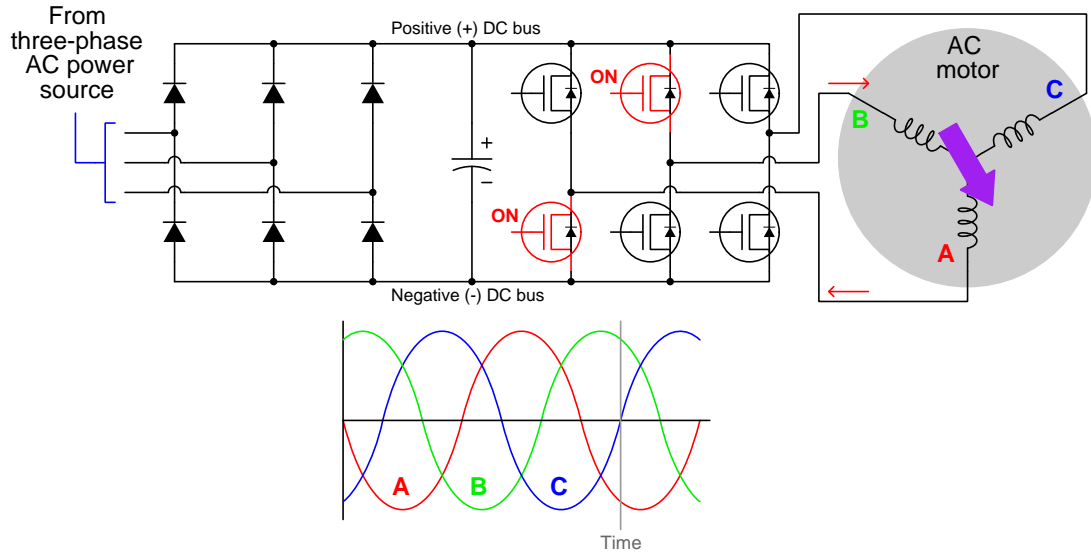 From
three-phase
AC power
source
Positive (+) DC bus
ON
ON
+
−
Negative (-) DC bus
AC
motor
B
C
A
A
B
C
Time